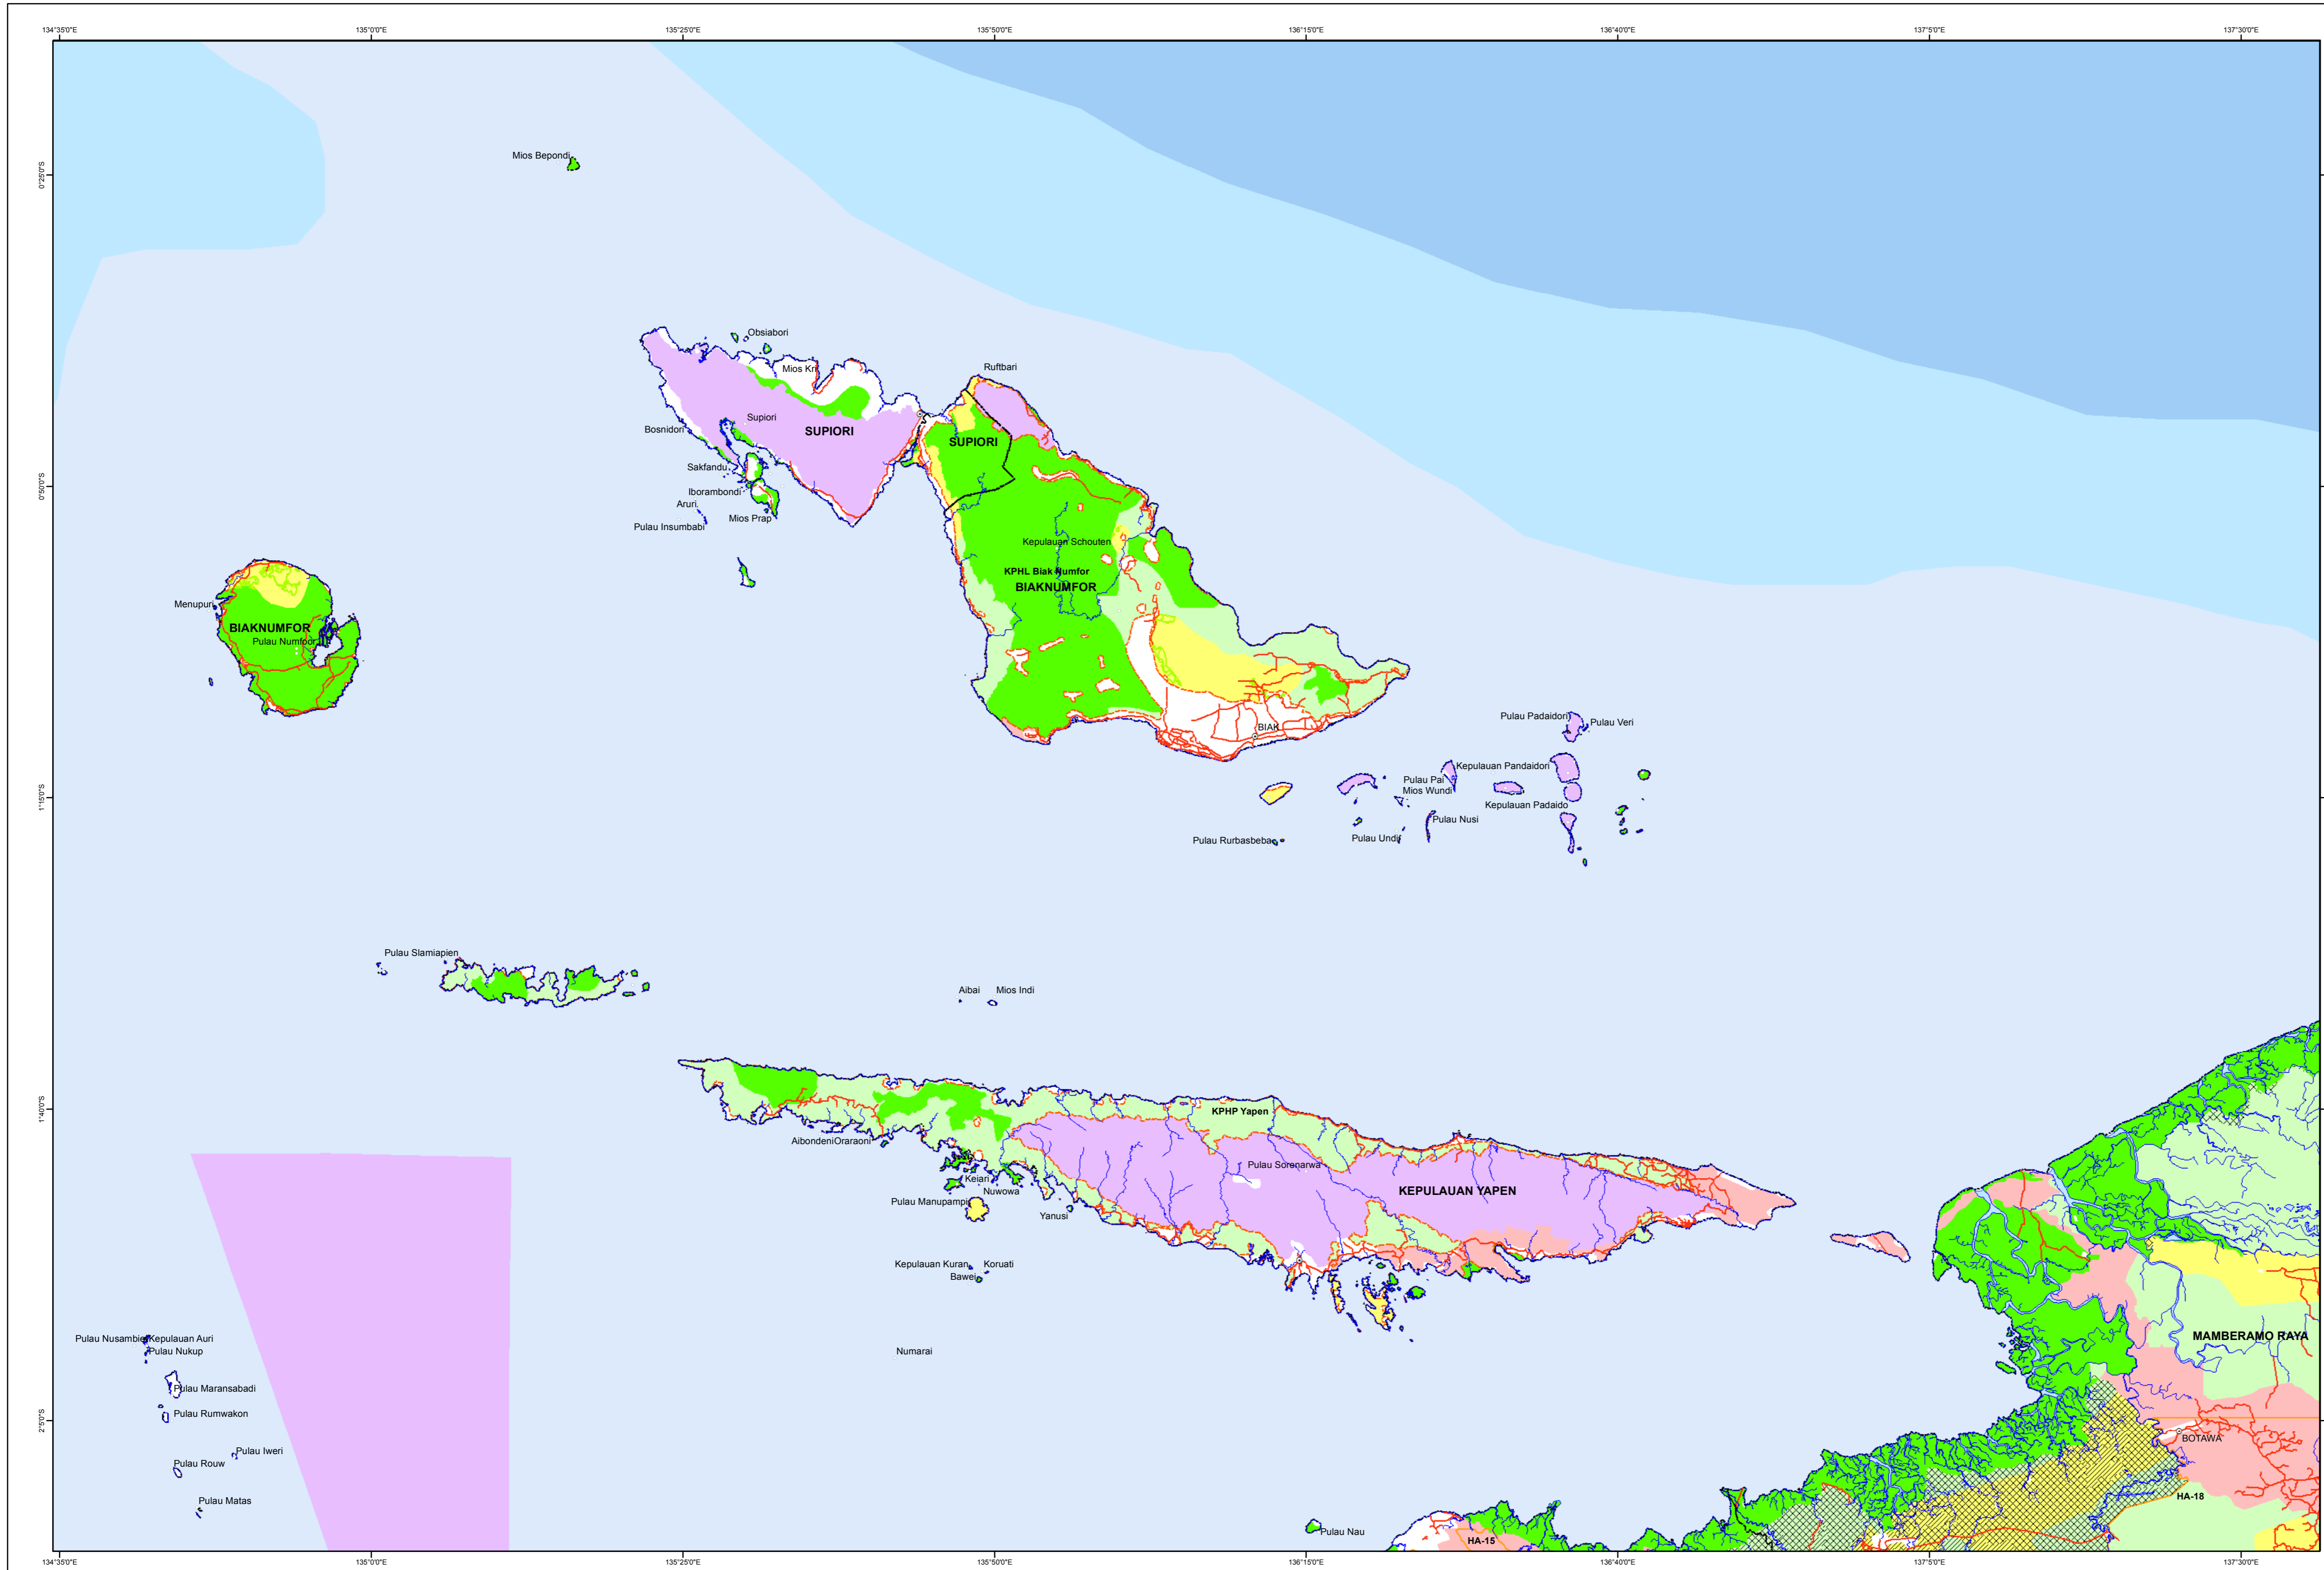 134°35'0"E 135°0'0"E 135°25'0"E 135°50'0"E 136°15'0"E 136°40'0"E 137°5'0"E 137°30'0"E
Mios Bepondi
0°25'0"S
Obsiabori
Mios Kri
Ruftbari
Supiori
Bosnidori
SUPIORI
SUPIORI
Sakfandu
0°50'0"S
Iborambondi
Aruri
Mios Prap
Pulau Insumbabi
Kepulauan Schouten
KPHL Biak Numfor
BIAKNUMFOR
Menupuri
BIAKNUMFOR
Pulau Numfoor
Pulau Padaidori
Pulau Veri
BIAK
Kepulauan Pandaidori
Pulau Pai
Mios Wundi
1°15'0"S
Kepulauan Padaido
Pulau Nusi
Pulau Rurbasbeba
Pulau Undi
Pulau Slamiapien
Aibai
Mios Indi
1°40'0"S
KPHP Yapen
AibondeniOraraoni
Pulau Sorenarwa
Keiari
Nuwowa
KEPULAUAN YAPEN
Pulau Manupampi
Yanusi
Kepulauan Kuran
Koruati
Bawei
MAMBERAMO RAYA
Pulau Nusambier
Kepulauan Auri
Pulau Nukup
Numarai
Pulau Maransabadi
Pulau Rumwakon
2°5'0"S
BOTAWA
Pulau Iweri
Pulau Rouw
HA-18
Pulau Matas
Pulau Nau
HA-15
134°35'0"E 135°0'0"E 135°25'0"E 135°50'0"E 136°15'0"E 136°40'0"E 137°5'0"E 137°30'0"E